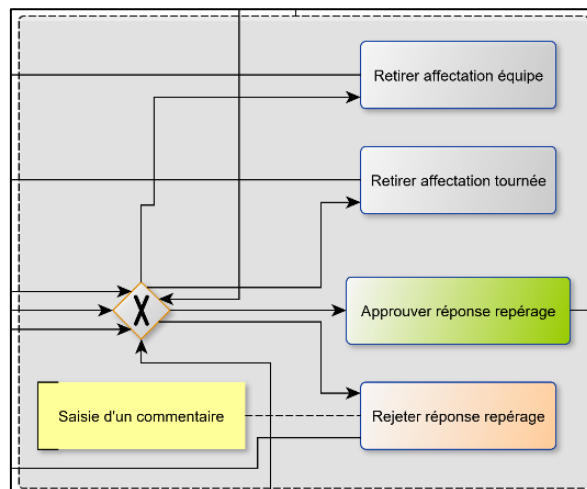 Retirer affectation équipe
Retirer affectation tournée
X
Approuver réponse repérage
Saisie d'un commentaire
Rejeter réponse repérage